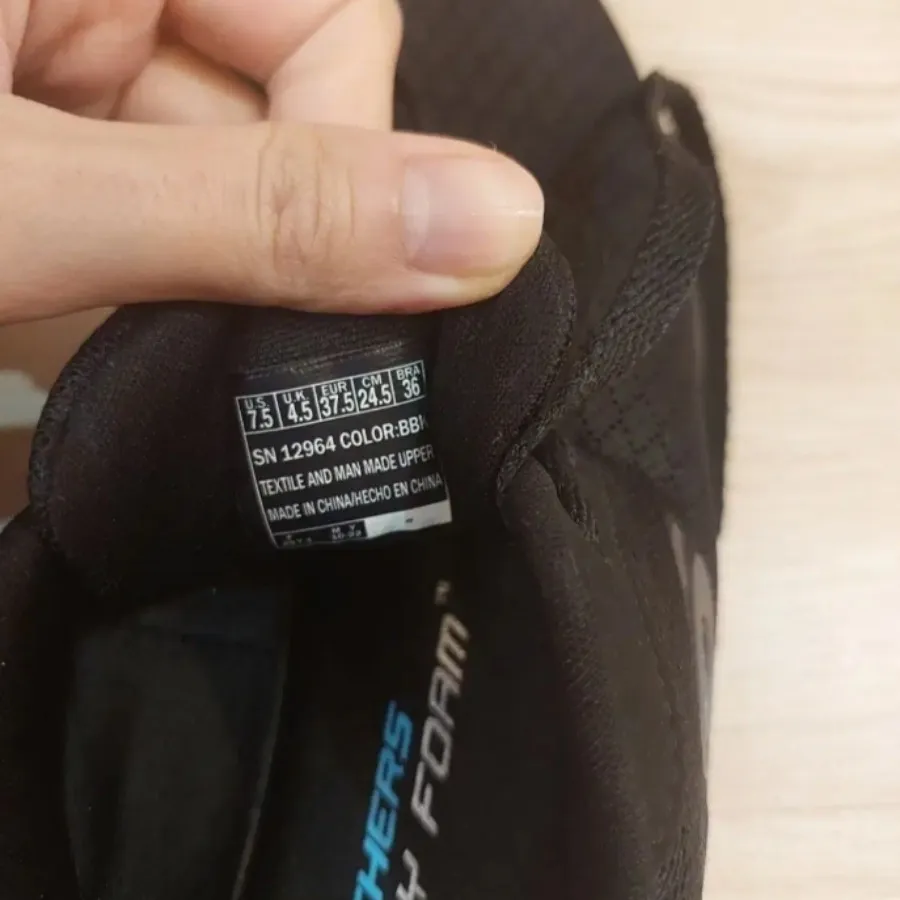 U.S. U.K EUR CM BRA
7.5 4.5 37.5 24.5 36
SN 12964 COLOR:BBK
TEXTILE AND MAN MADE UPPER
MADE IN CHINA/HECHO EN CHINA
M Y
FOAM™